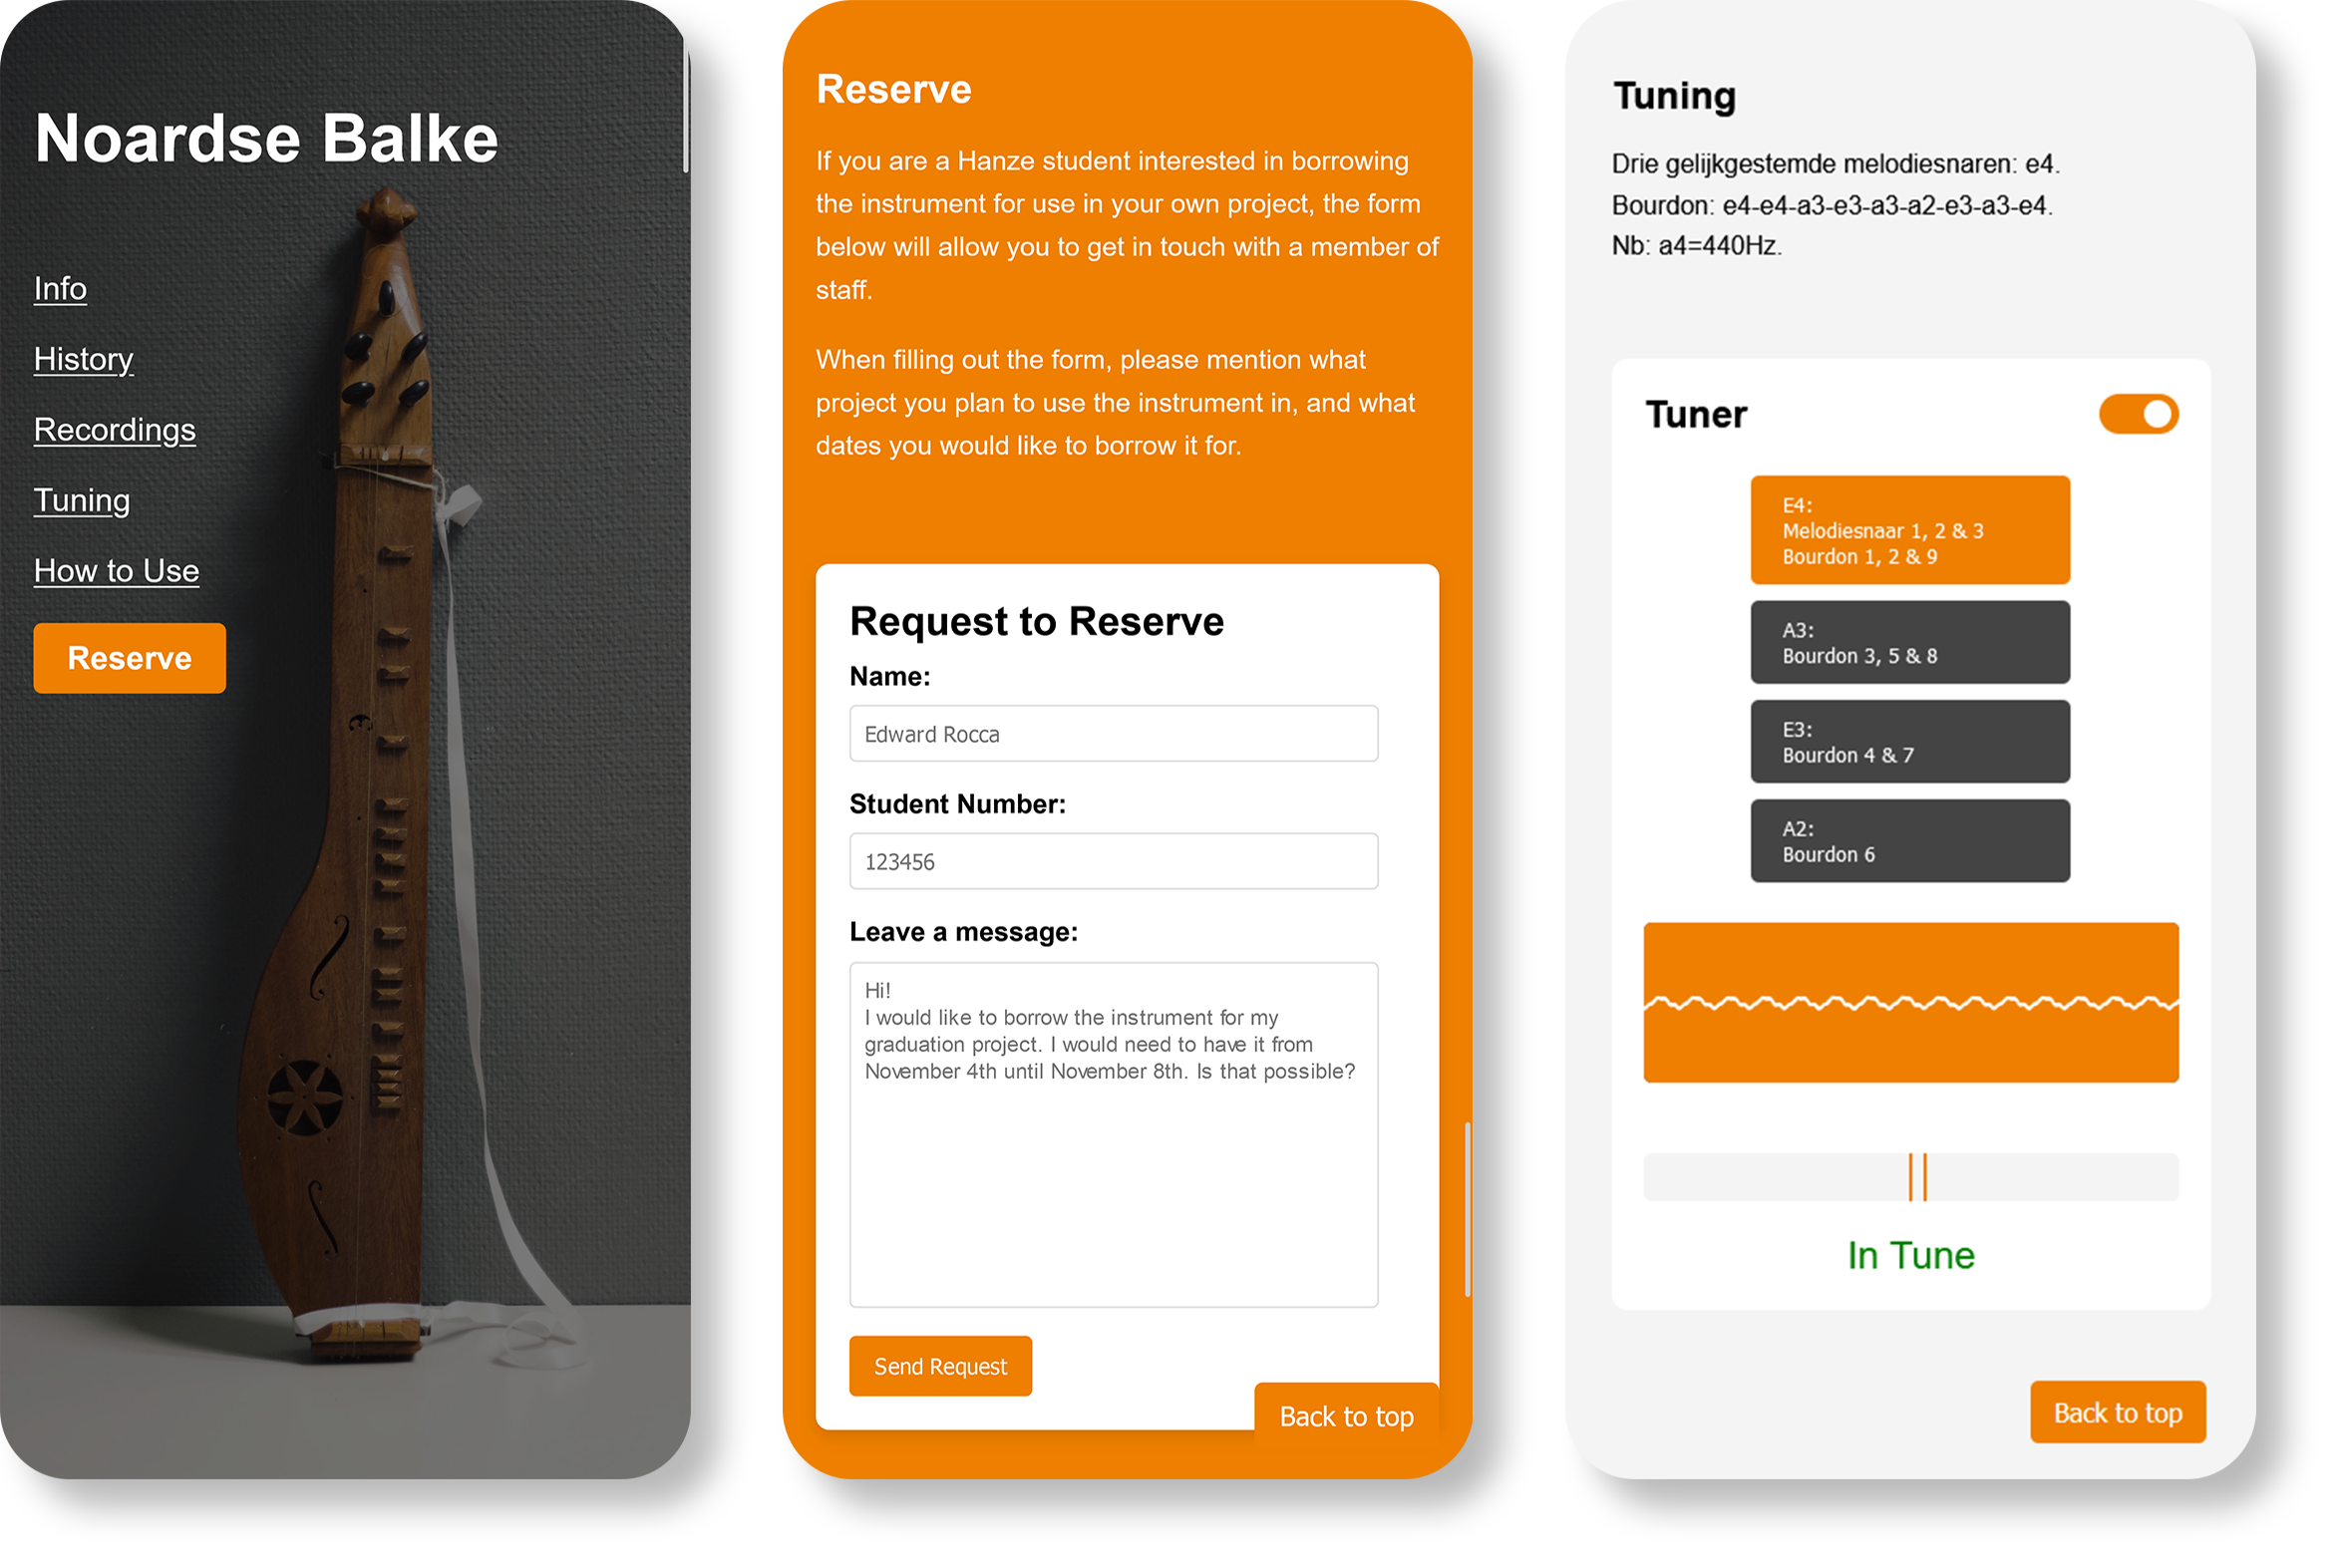 Noardse Balke
Info
History
Recordings
Tuning
How to Use
Reserve
Reserve
If you are a Hanze student interested in borrowing
the instrument for use in your own project, the form
below will allow you to get in touch with a member of
staff.
When filling out the form, please mention what
project you plan to use the instrument in, and what
dates you would like to borrow it for.
Request to Reserve
Name:
Edward Rocca
Student Number:
123456
Leave a message:
Hi!
I would like to borrow the instrument for my
graduation project. I would need to have it from
November 4th until November 8th. Is that possible?
Send Request
Back to top
Tuning
Drie gelijkgestemde melodiesnaren: e4.
Bourdon: e4-e4-a3-e3-a3-a2-e3-a3-e4.
Nb: a4=440Hz.
Tuner
E4:
Melodiesnaar 1, 2 & 3
Bourdon 1, 2 & 9
A3:
Bourdon 3, 5 & 8
E3:
Bourdon 4 & 7
A2:
Bourdon 6
In Tune
Back to top